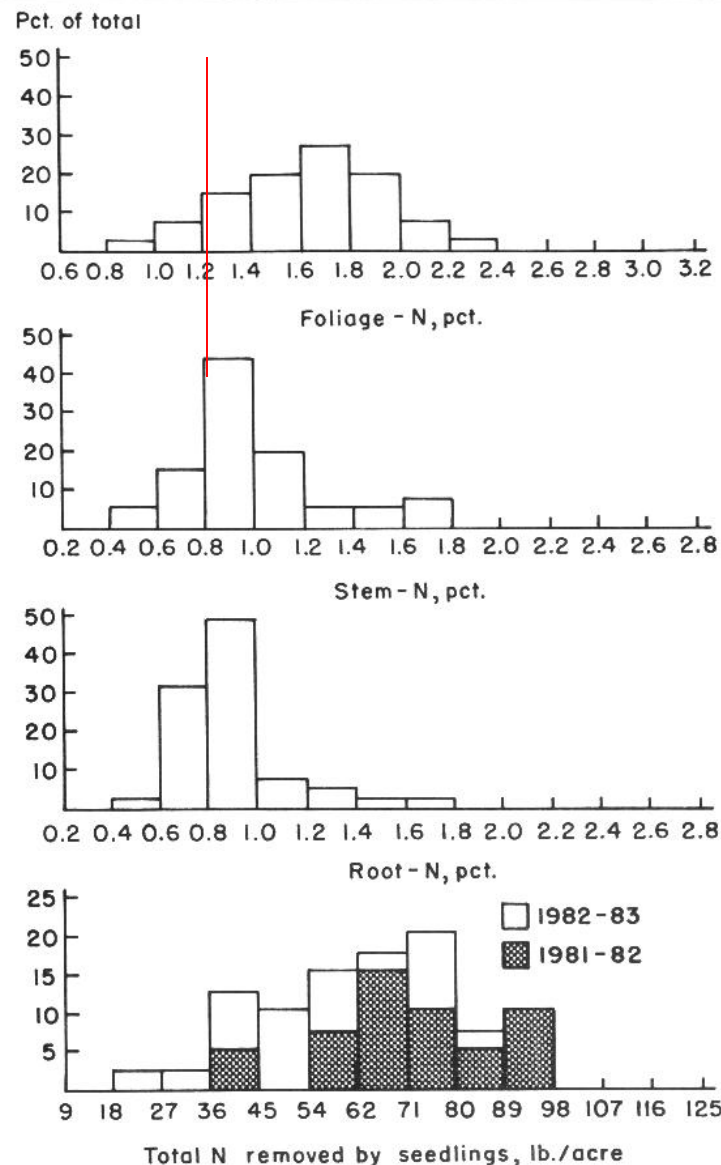 Pct. of total
50
40
30
20
10
0.6 0.8 1.0 1.2 1.4 1.6 1.8 2.0 2.2 2.4 2.6 2.8 3.0 3.2
Foliage - N, pct.
50
40
30
20
10
0.2 0.4 0.6 0.8 1.0 1.2 1.4 1.6 1.8 2.0 2.2 2.4 2.6 2.8
Stem - N, pct.
50
40
30
20
10
0.2 0.4 0.6 0.8 1.0 1.2 1.4 1.6 1.8 2.0 2.2 2.4 2.6 2.8
Root - N, pct.
25
20
15
10
5
1982-83
1981-82
9 18 27 36 45 54 62 71 80 89 98 107 116 125
Total N removed by seedlings, lb./acre